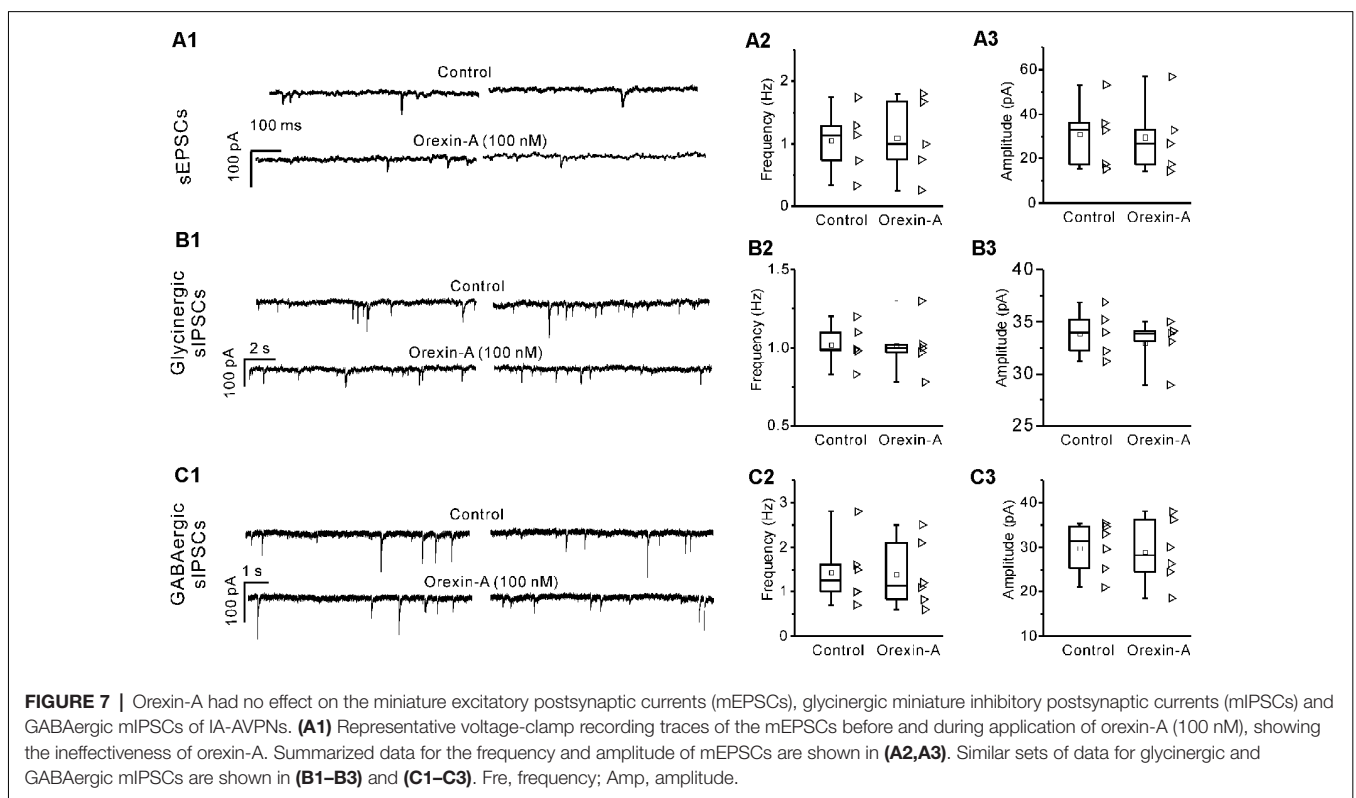 A1
sEPSCs
Control
100 ms
100 pA
Orexin-A (100 nM)
A2
Frequency (Hz)
2
1
0
Control Orexin-A
A3
Amplitude (pA)
60
40
20
0
Control Orexin-A
B1
Glycinergic
sIPSCs
Control
2 s
100 pA
Orexin-A (100 nM)
B2
Frequency (Hz)
1.5
1.0
0.5
Control Orexin-A
B3
Amplitude (pA)
40
35
30
25
Control Orexin-A
C1
GABAergic
sIPSCs
Control
1 s
100 pA
Orexin-A (100 nM)
C2
Frequency (Hz)
3
2
1
0
Control Orexin-A
C3
Amplitude (pA)
40
30
20
10
Control Orexin-A
FIGURE 7 | Orexin-A had no effect on the miniature excitatory postsynaptic currents (mEPSCs), glycinergic miniature inhibitory postsynaptic currents (mIPSCs) and
GABAergic mIPSCs of IA-AVPNs. (A1) Representative voltage-clamp recording traces of the mEPSCs before and during application of orexin-A (100 nM), showing
the ineffectiveness of orexin-A. Summarized data for the frequency and amplitude of mEPSCs are shown in (A2,A3). Similar sets of data for glycinergic and
GABAergic mIPSCs are shown in (B1–B3) and (C1–C3). Fre, frequency; Amp, amplitude.